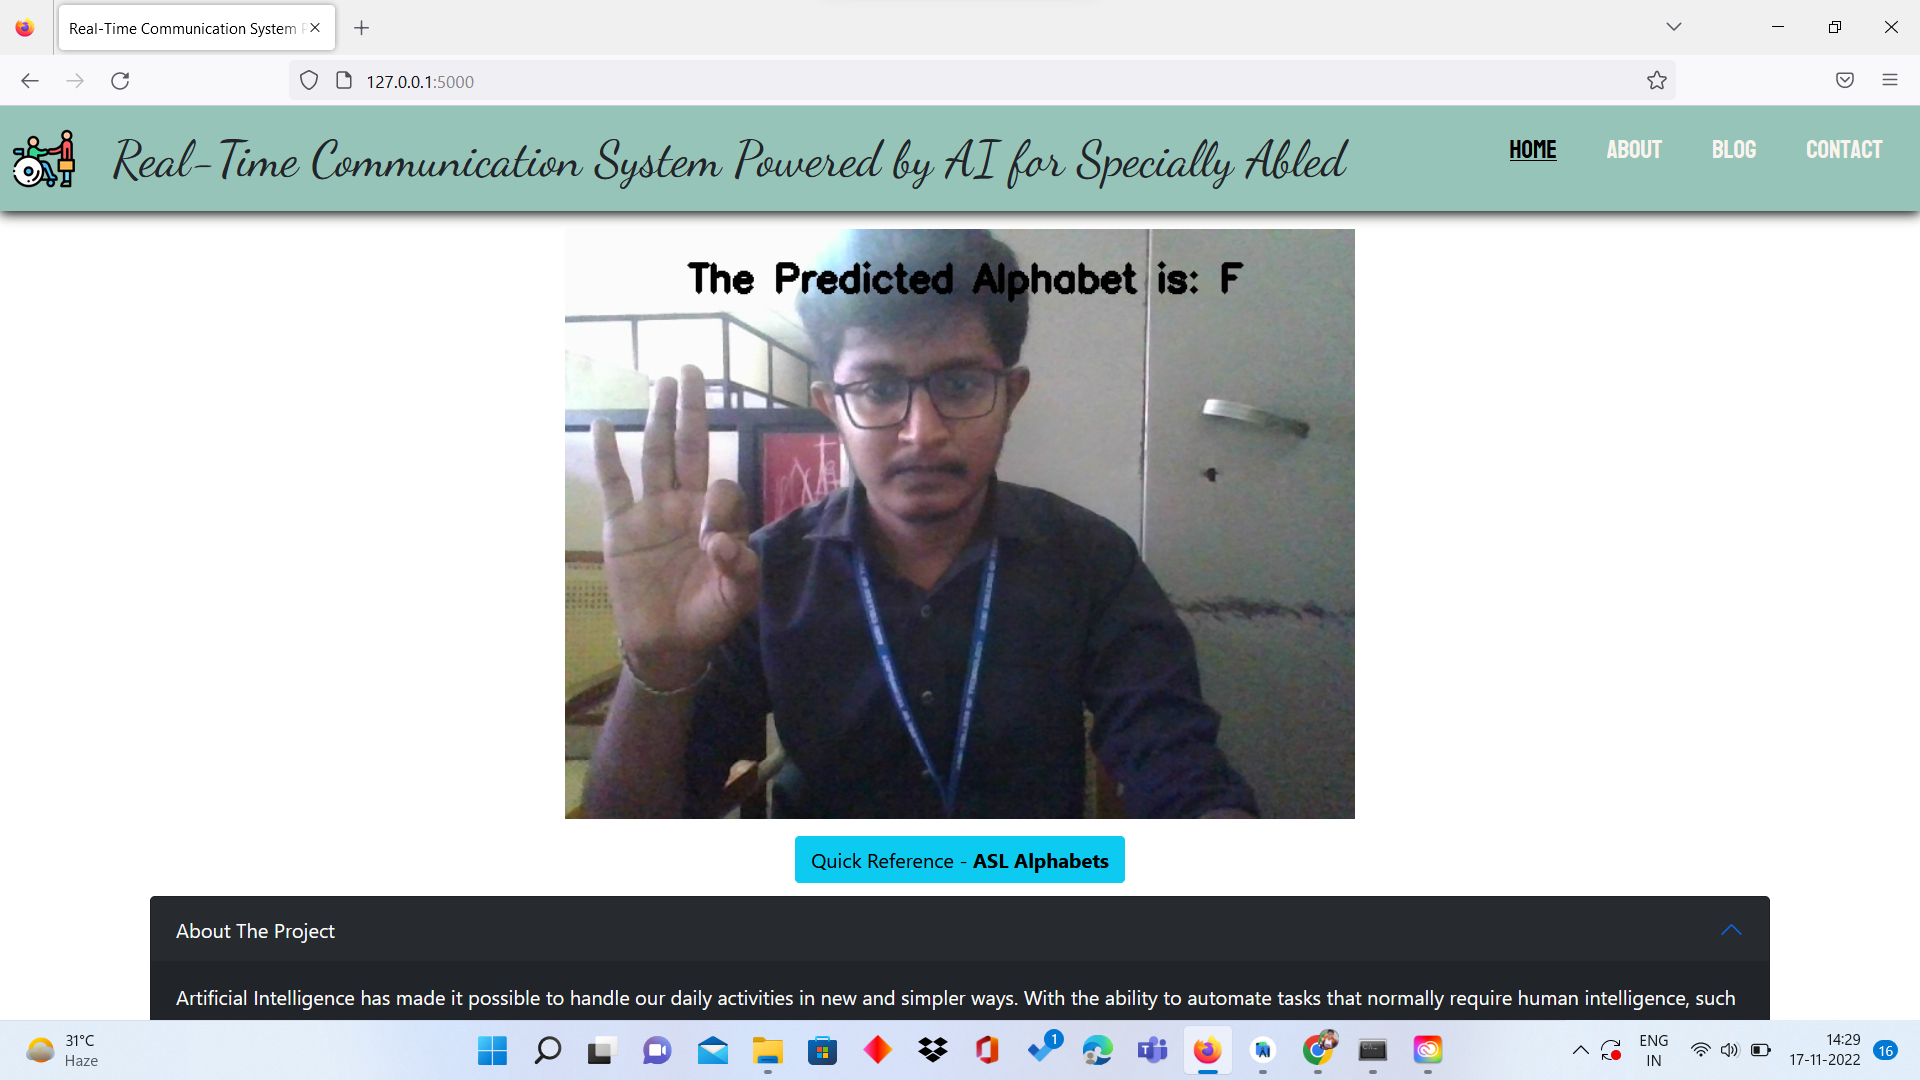 Real-Time Communication System P
127.0.0.1:5000
Real-Time Communication System Powered by AI for Specially Abled
HOME
ABOUT
BLOG
CONTACT
The Predicted Alphabet is: F
Quick Reference - ASL Alphabets
About The Project
Artificial Intelligence has made it possible to handle our daily activities in new and simpler ways. With the ability to automate tasks that normally require human intelligence, such
31°C
Haze
1
ENG
IN
14:29
17-11-2022
16